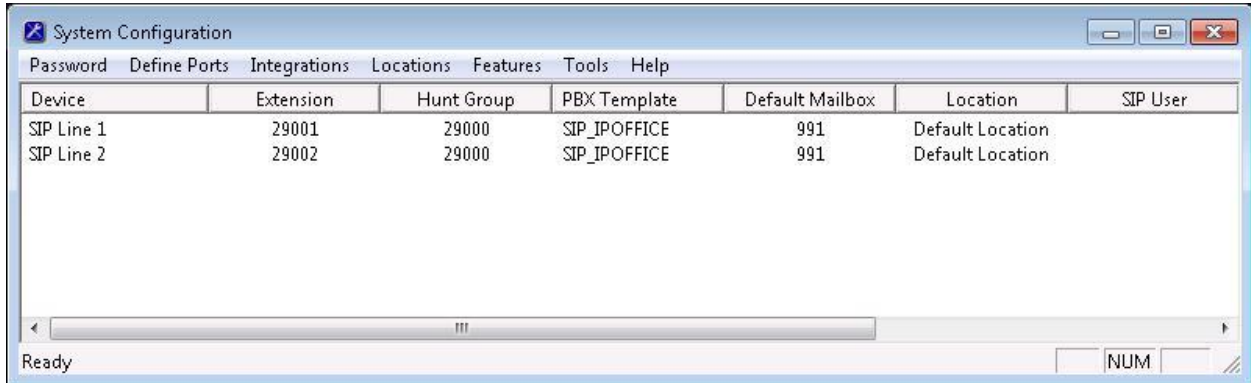 System Configuration
Password Define Ports Integrations Locations Features Tools Help
Device Extension Hunt Group PBX Template Default Mailbox Location SIP User
SIP Line 1 29001 29000 SIP_IPOFFICE 991 Default Location
SIP Line 2 29002 29000 SIP_IPOFFICE 991 Default Location
Ready NUM